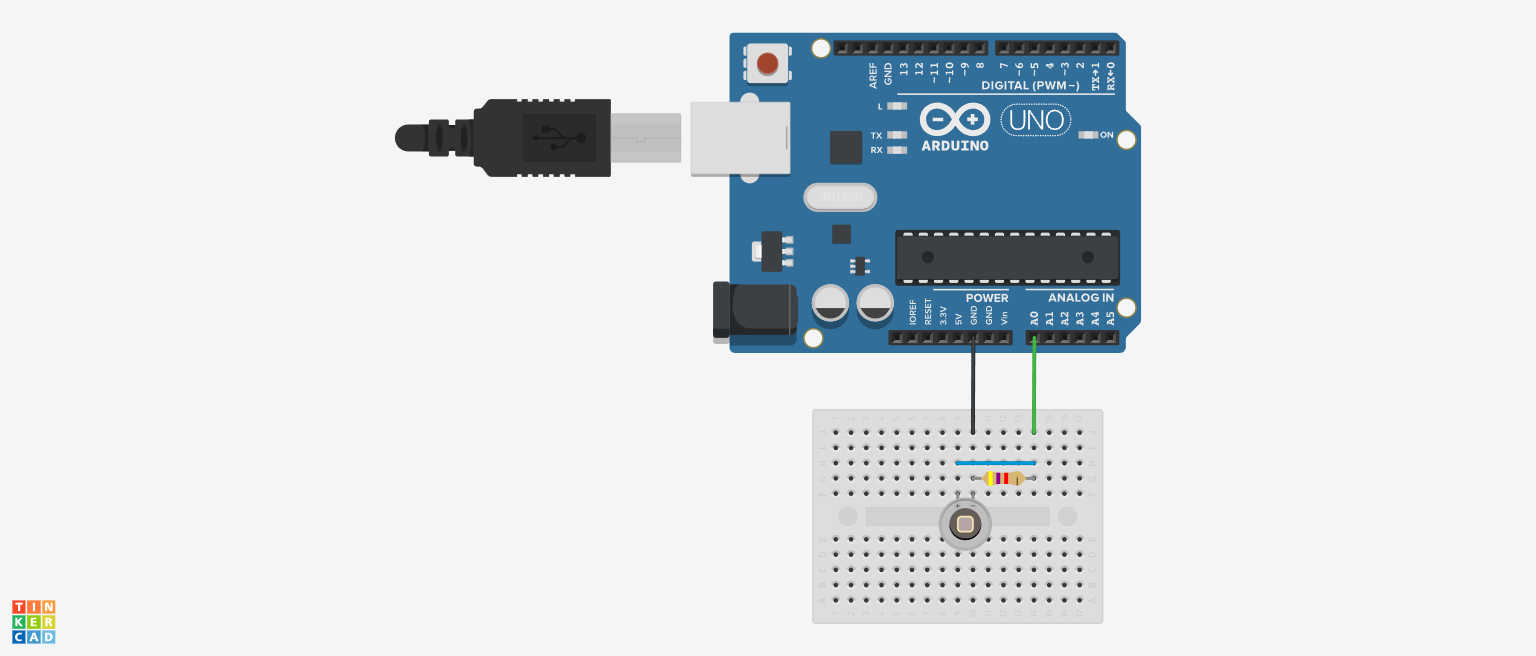 AREF
GND
13
12
~11
~10
~9
8
7
~6
~5
4
~3
2
TX→1
RX←0
DIGITAL (PWM~)
L
TX
RX
ARDUINO
UNO
ON
POWER
ANALOG IN
IOREF
RESET
3.3V
5V
GND
GND
Vin
A0
A1
A2
A3
A4
A5
+ −
TIN
KER
CAD